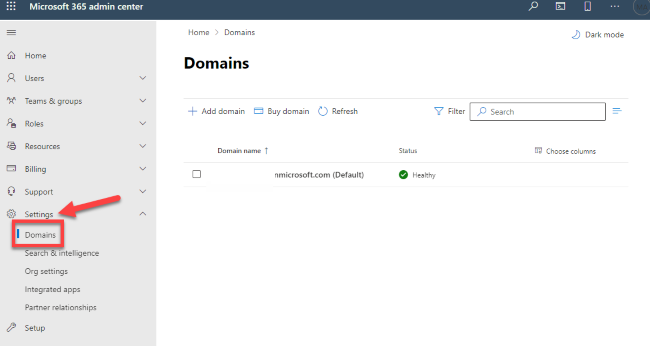 Microsoft 365 admin center
Home > Domains
Dark mode
Home
Users
Teams & groups
Roles
Resources
Billing
Support
Settings
Domains
Search & intelligence
Org settings
Integrated apps
Partner relationships
Setup
Domains
Add domain
Buy domain
Refresh
Filter
Search
Domain name ↑
Status
Choose columns
nmicrosoft.com (Default)
Healthy